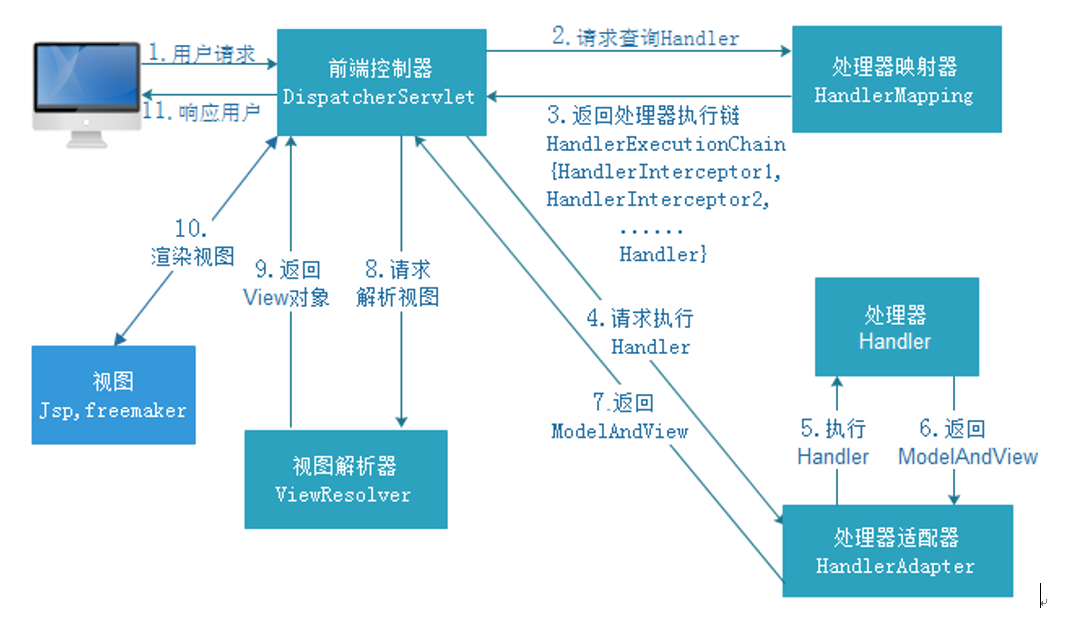 1.用户请求
11.响应用户
前端控制器
DispatcherServlet
2.请求查询Handler
处理器映射器
HandlerMapping
3.返回处理器执行链
HandlerExecutionChain
{HandlerInterceptor1,
HandlerInterceptor2,
......
Handler}
10.
渲染视图
9.返回
View对象
8.请求
解析视图
4.请求执行
Handler
处理器
Handler
视图
Jsp,freemaker
7.返回
ModelAndView
5.执行
Handler
6.返回
ModelAndView
视图解析器
ViewResolver
处理器适配器
HandlerAdapter